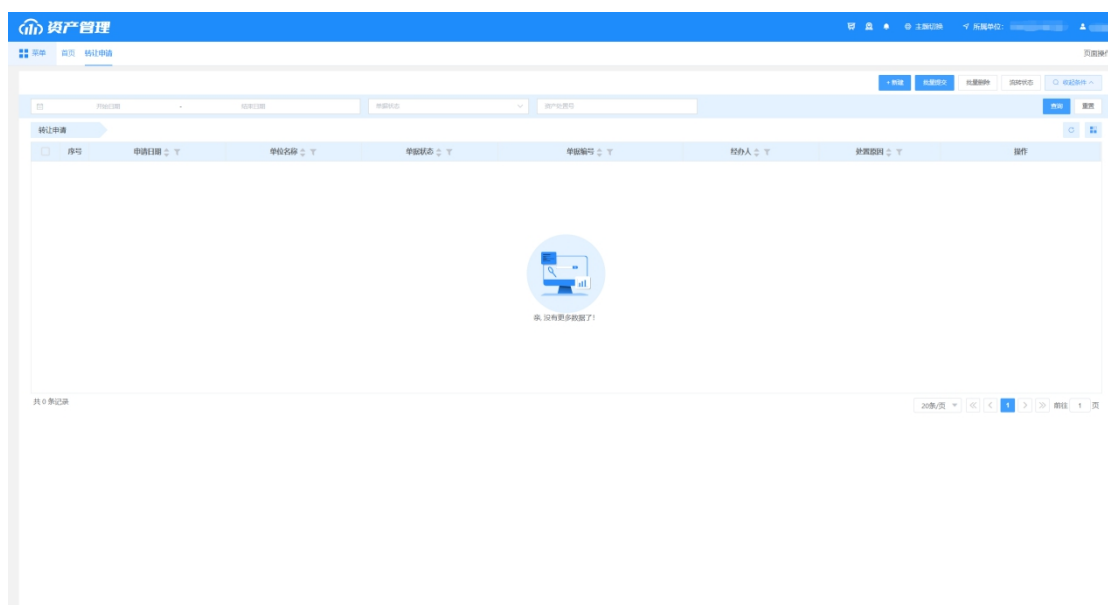 资产管理
主题切换 所属单位：
菜单 首页 转让申请 页面操作
+新建 批量提交 批量删除 流转状态 收起条件
开始日期 - 结束日期 单据状态 资产处置号 查询 重置
转让申请
序号 申请日期 单位名称 单据状态 单据编号 经办人 处置原因 操作
亲, 没有更多数据了!
共 0 条记录 20条/页 1 前往 1 页